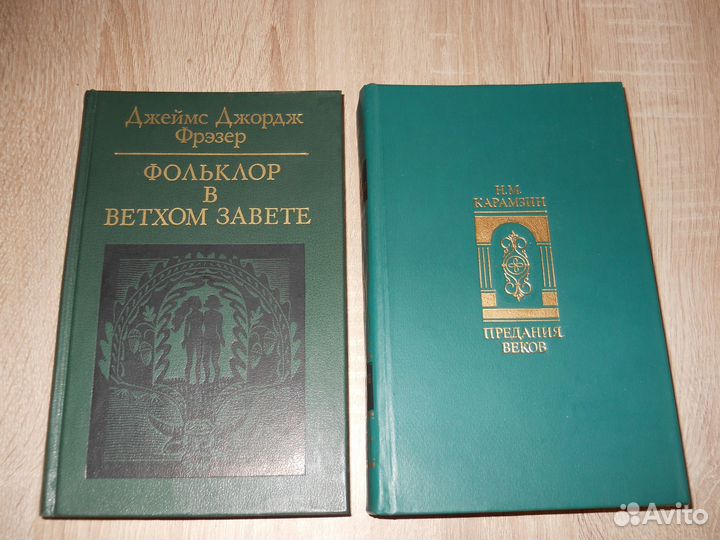 Джеймс Джордж
Фрэзер
ФОЛЬКЛОР
В
ВЕТХОМ ЗАВЕТЕ
Н.М.
КАРАМЗИН
ПРЕДАНИЯ
ВЕКОВ
Avito